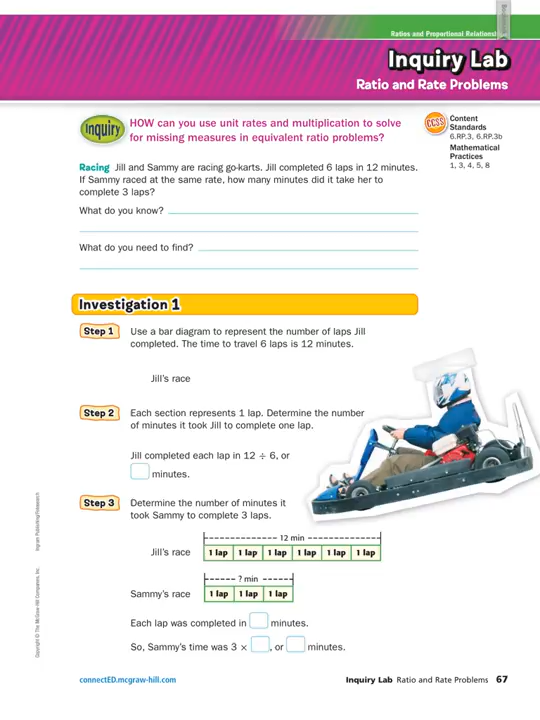 Ratios and Proportional Relationships
Inquiry Lab
Ratio and Rate Problems
Inquiry
HOW can you use unit rates and multiplication to solve
for missing measures in equivalent ratio problems?
CCSS
Content
Standards
6.RP.3, 6.RP.3b
Mathematical
Practices
1, 3, 4, 5, 8
Racing Jill and Sammy are racing go-karts. Jill completed 6 laps in 12 minutes.
If Sammy raced at the same rate, how many minutes did it take her to
complete 3 laps?
What do you know?
What do you need to find?
Investigation 1
Step 1 Use a bar diagram to represent the number of laps Jill
completed. The time to travel 6 laps is 12 minutes.
Jill's race
Step 2 Each section represents 1 lap. Determine the number
of minutes it took Jill to complete one lap.
Jill completed each lap in 12 ÷ 6, or
minutes.
Step 3 Determine the number of minutes it
took Sammy to complete 3 laps.
12 min
Jill's race 1 lap 1 lap 1 lap 1 lap 1 lap 1 lap
? min
Sammy's race 1 lap 1 lap 1 lap
Each lap was completed in minutes.
So, Sammy's time was 3 × , or minutes.
Copyright © The McGraw-Hill Companies, Inc. Ingram Publishing/Fotosearch
connectED.mcgraw-hill.com
Inquiry Lab Ratio and Rate Problems 67